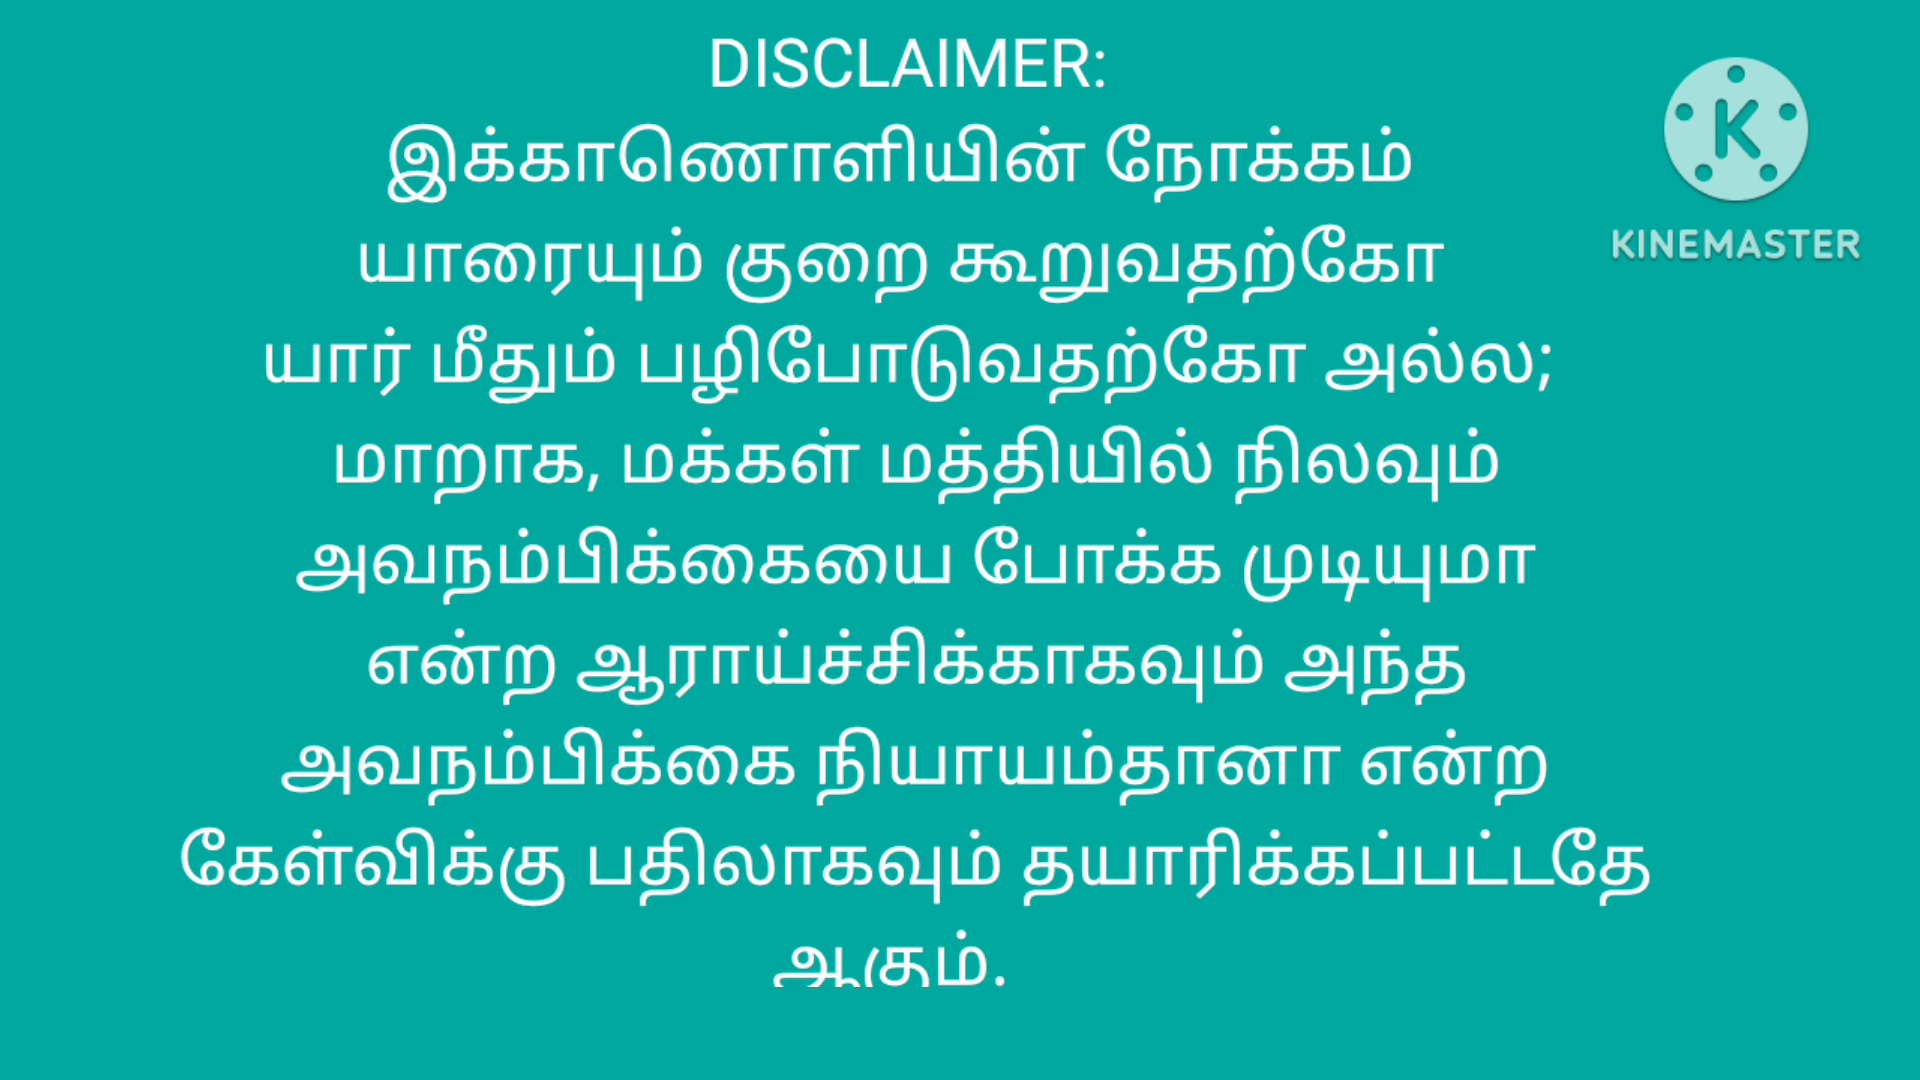 DISCLAIMER:
இக்காணொளியின் நோக்கம்
யாரையும் குறை கூறுவதற்கோ
யார் மீதும் பழிபோடுவதற்கோ அல்ல;
மாறாக, மக்கள் மத்தியில் நிலவும்
அவநம்பிக்கையை போக்க முடியுமா
என்ற ஆராய்ச்சிக்காகவும் அந்த
அவநம்பிக்கை நியாயம்தானா என்ற
கேள்விக்கு பதிலாகவும் தயாரிக்கப்பட்டதே
ஆகும்.
K
KINEMASTER